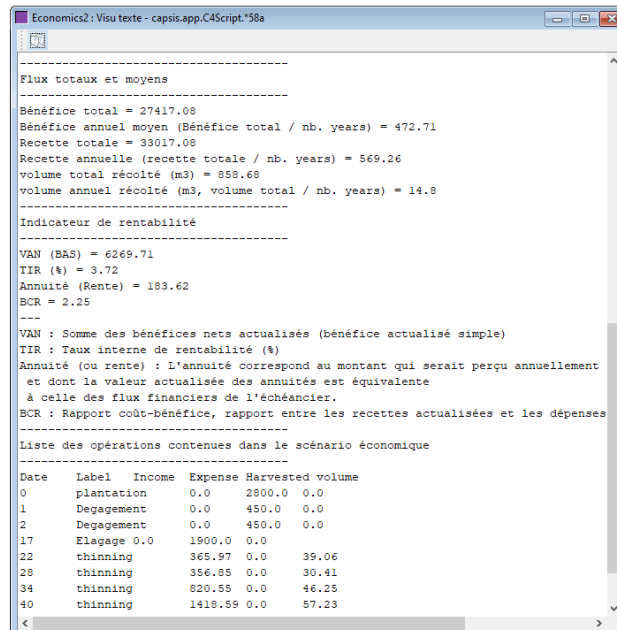 Economics2 : Visu texte - capsis.app.C4Script.*58a
-------------------------------------
Flux totaux et moyens
-------------------------------------
Bénéfice total = 27417.08
Bénéfice annuel moyen (Bénéfice total / nb. years) = 472.71
Recette totale = 33017.08
Recette annuelle (recette totale / nb. years) = 569.26
volume total récolté (m3) = 858.68
volume annuel récolté (m3, volume total / nb. years) = 14.8
-------------------------------------
Indicateur de rentabilité
-------------------------------------
VAN (BAS) = 6269.71
TIR (%) = 3.72
Annuité (Rente) = 183.62
BCR = 2.25
---
VAN : Somme des bénéfices nets actualisés (bénéfice actualisé simple)
TIR : Taux interne de rentabilité (%)
Annuité (ou rente) : L'annuité correspond au montant qui serait perçu annuellement
et dont la valeur actualisée des annuités est équivalente
à celle des flux financiers de l'échéancier.
BCR : Rapport coût-bénéfice, rapport entre les recettes actualisées et les dépenses
-------------------------------------
Liste des opérations contenues dans le scénario économique
-------------------------------------
Date Label Income Expense Harvested volume
0 plantation 0.0 2800.0 0.0
1 Degagement 0.0 450.0 0.0
2 Degagement 0.0 450.0 0.0
17 Elagage 0.0 1900.0 0.0
22 thinning 365.97 0.0 39.06
28 thinning 356.85 0.0 30.41
34 thinning 820.55 0.0 46.25
40 thinning 1418.59 0.0 57.23